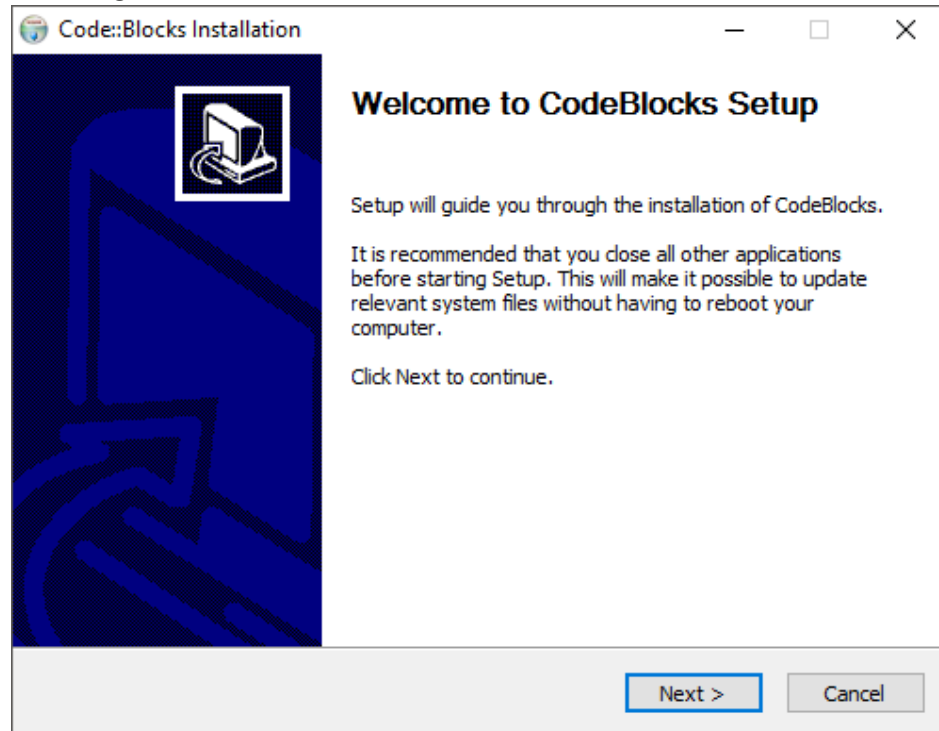 Code::Blocks Installation
Welcome to CodeBlocks Setup
Setup will guide you through the installation of CodeBlocks.
It is recommended that you close all other applications
before starting Setup. This will make it possible to update
relevant system files without having to reboot your
computer.
Click Next to continue.
Next >
Cancel